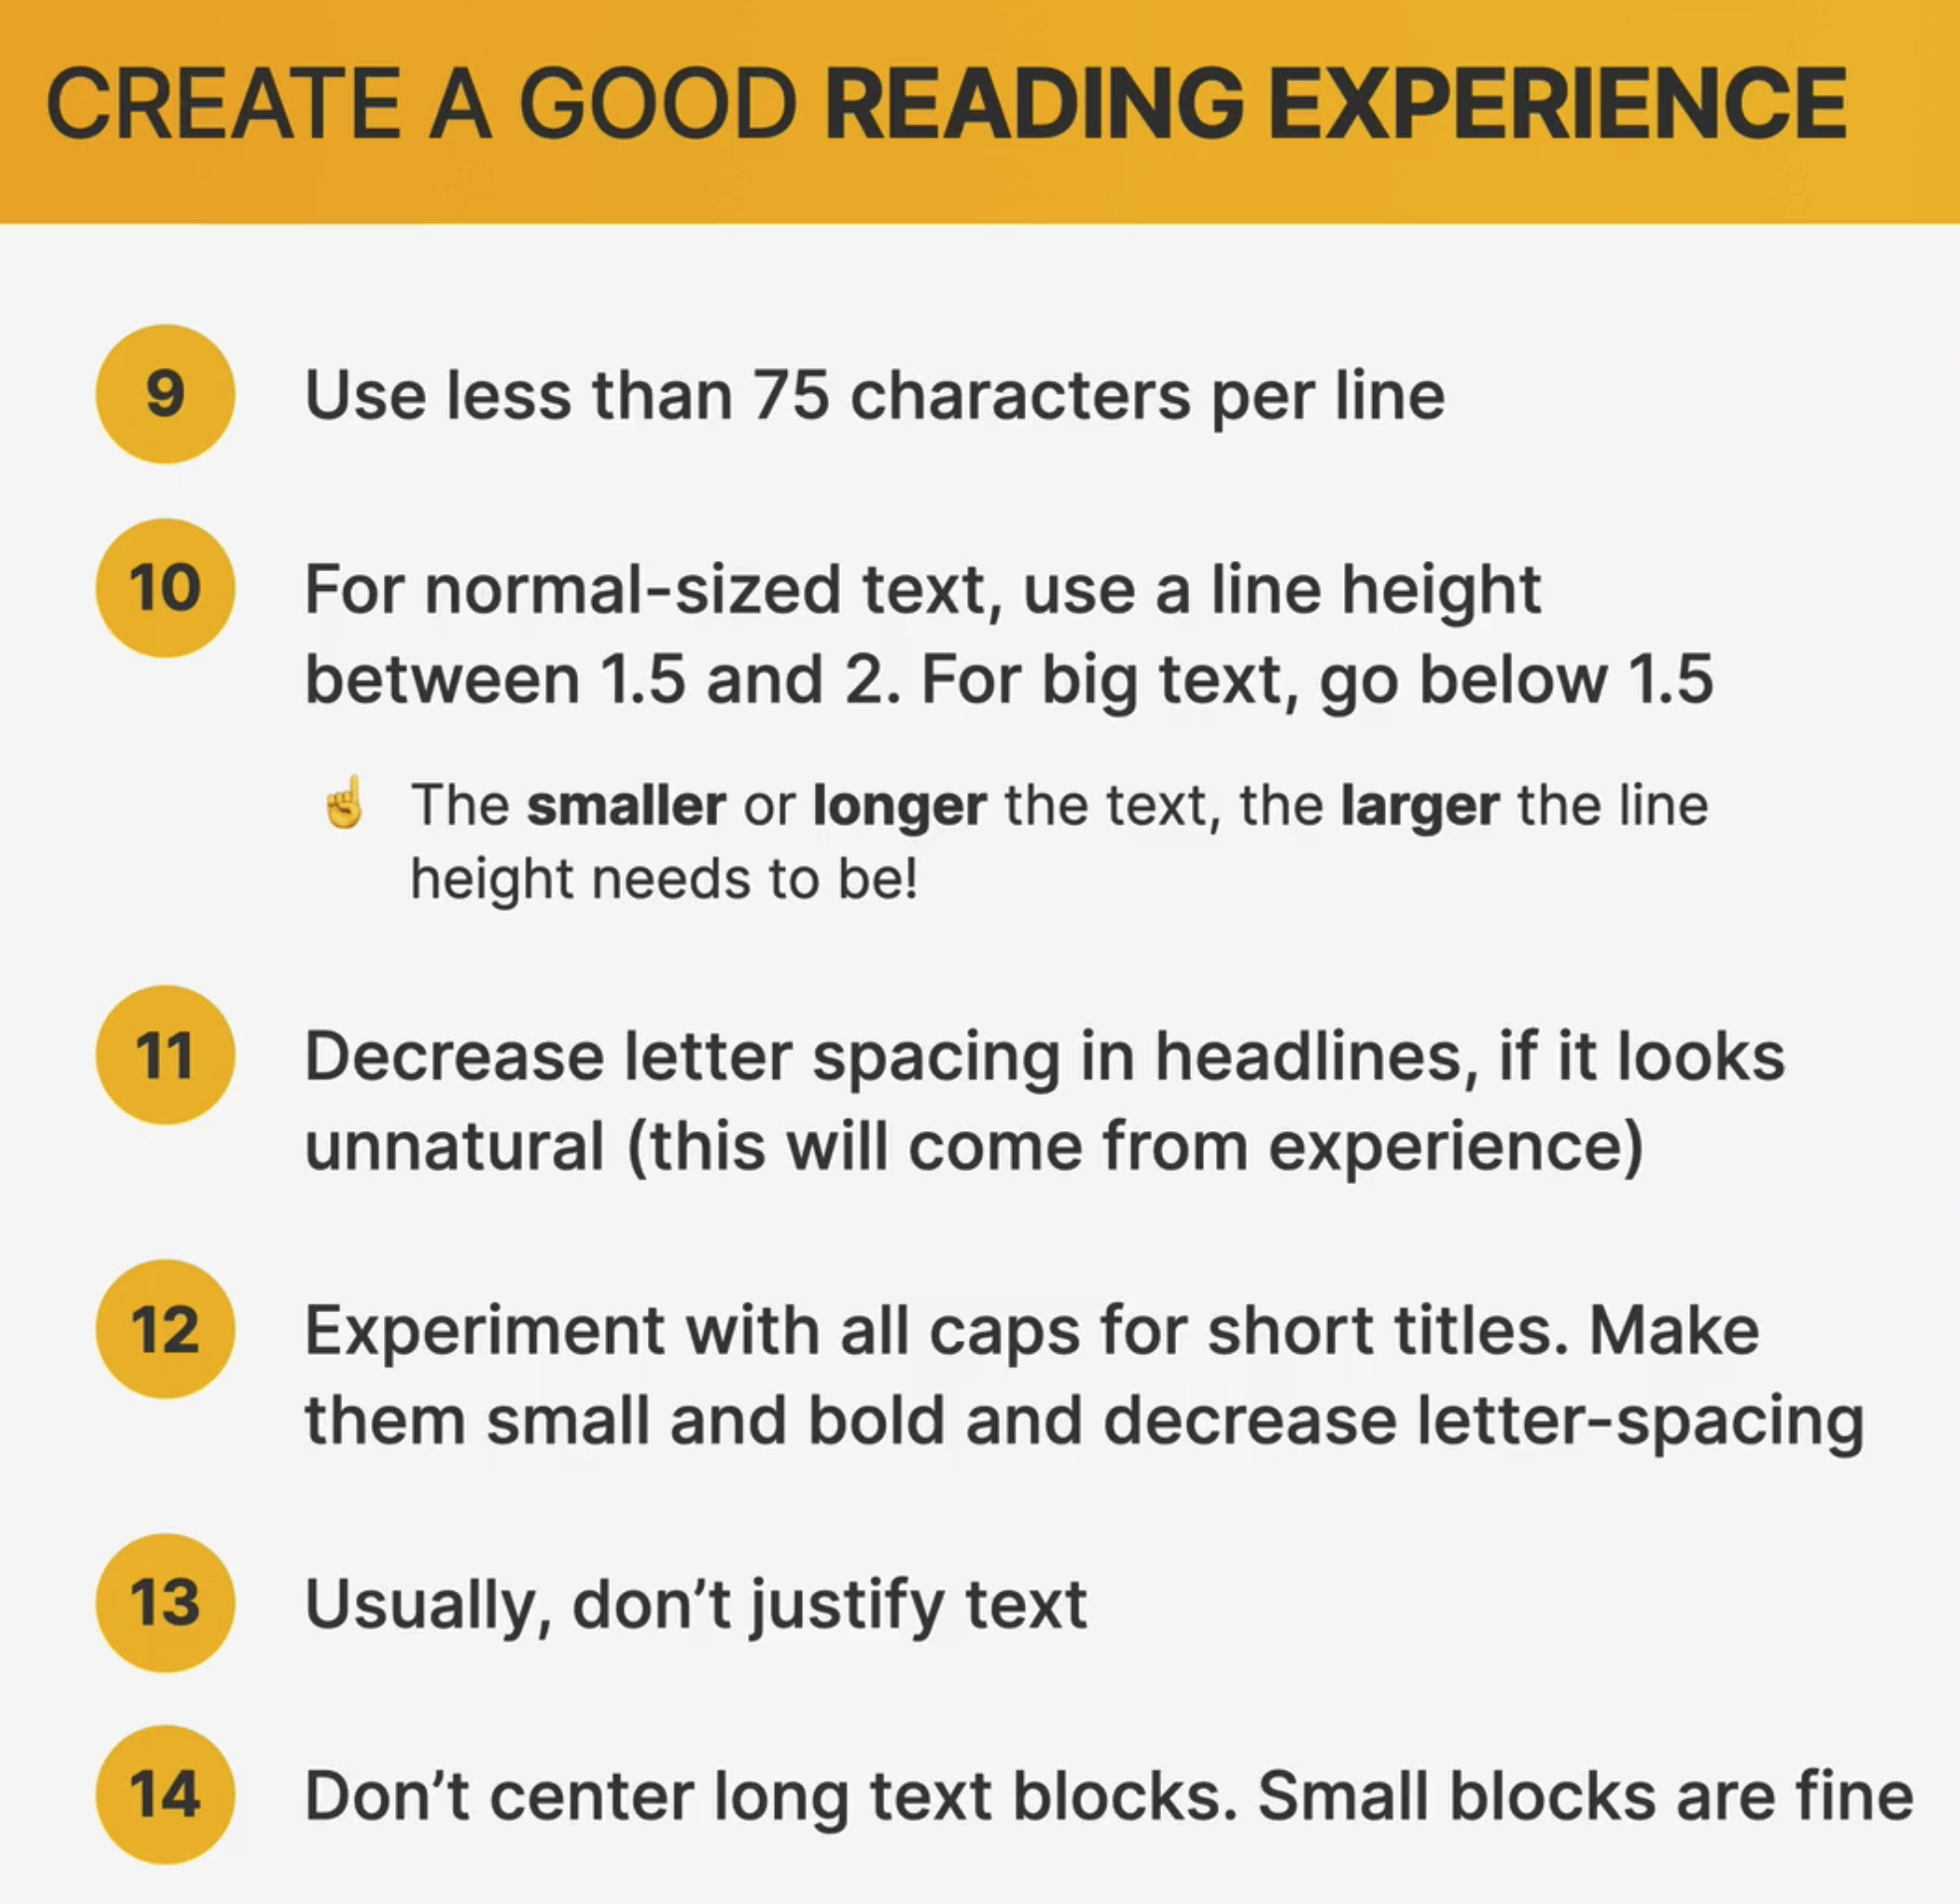 CREATE A GOOD READING EXPERIENCE
9 Use less than 75 characters per line
10 For normal-sized text, use a line height
between 1.5 and 2. For big text, go below 1.5
☝️ The smaller or longer the text, the larger the line
height needs to be!
11 Decrease letter spacing in headlines, if it looks
unnatural (this will come from experience)
12 Experiment with all caps for short titles. Make
them small and bold and decrease letter-spacing
13 Usually, don’t justify text
14 Don’t center long text blocks. Small blocks are fine